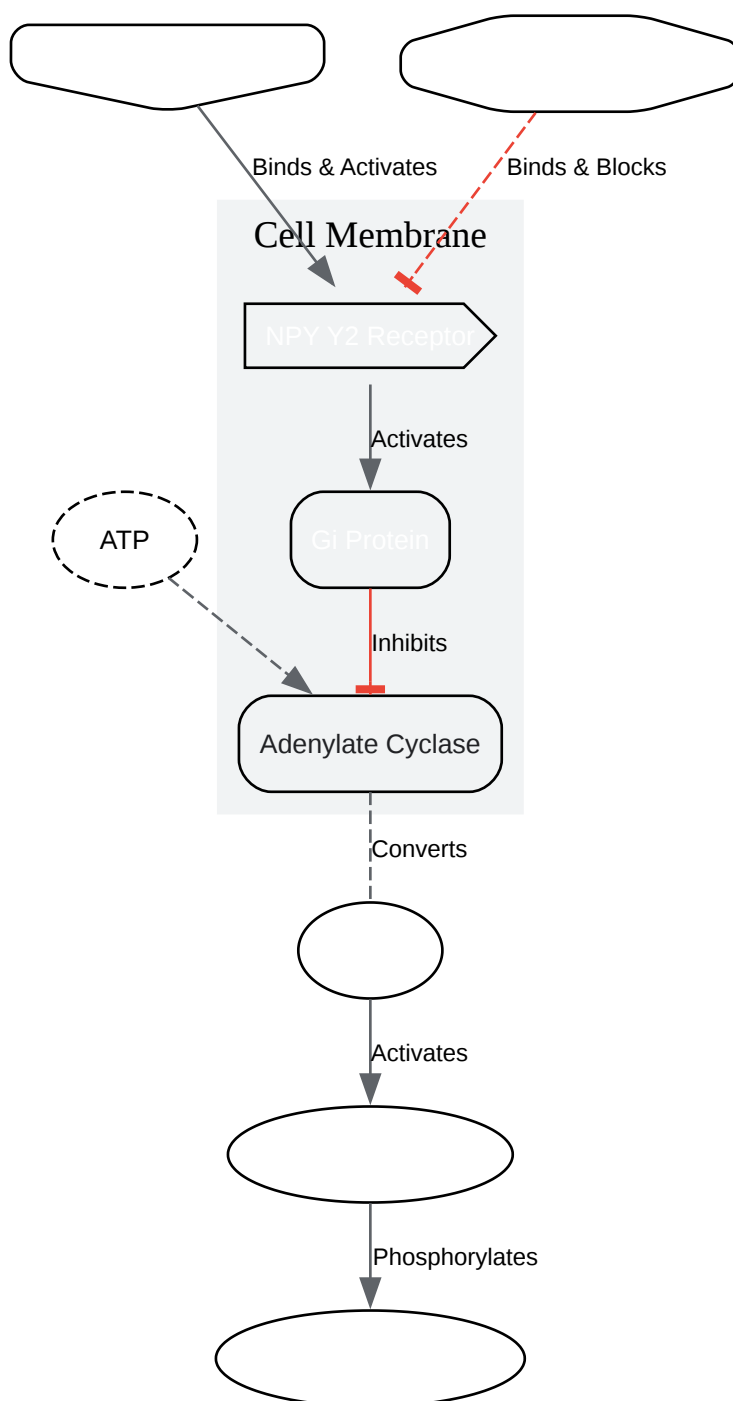 Binds & Activates
Binds & Blocks
Cell Membrane
NPY Y2 Receptor
Activates
Gi Protein
ATP
Inhibits
Adenylate Cyclase
Converts
Activates
Phosphorylates